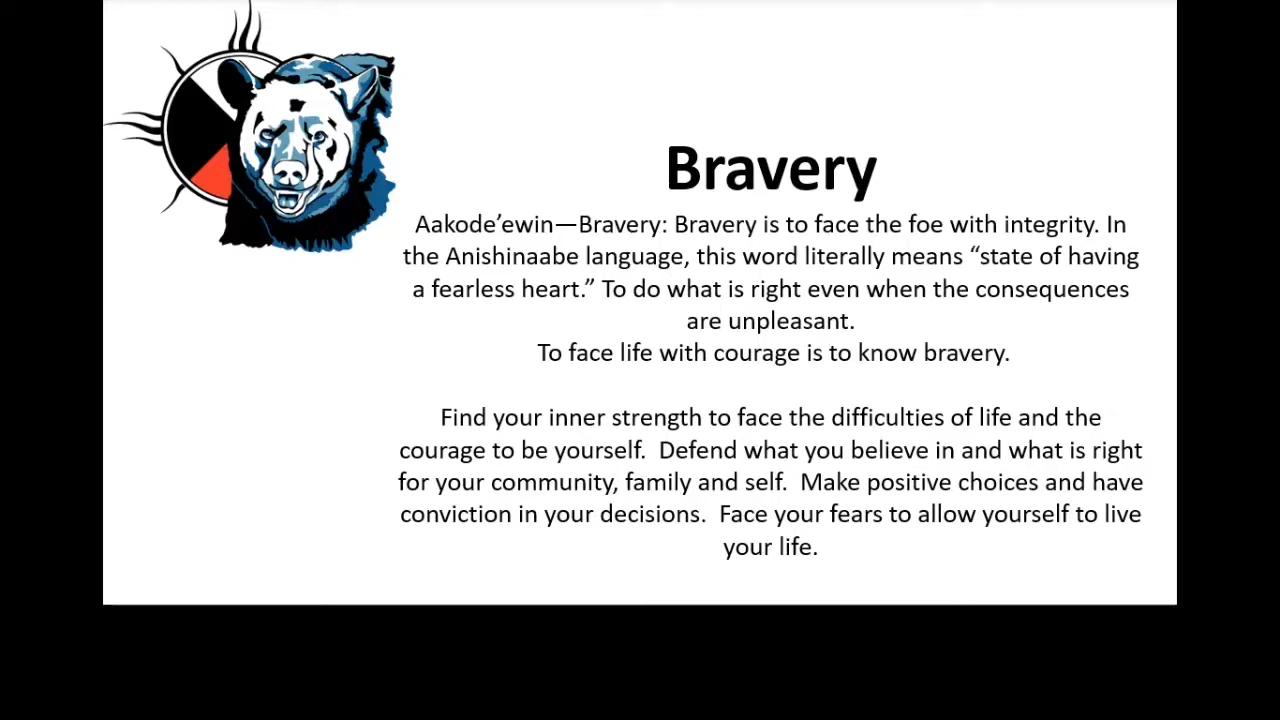 Bravery
Aakode’ewin—Bravery: Bravery is to face the foe with integrity. In
the Anishinaabe language, this word literally means “state of having
a fearless heart.” To do what is right even when the consequences
are unpleasant.
To face life with courage is to know bravery.
Find your inner strength to face the difficulties of life and the
courage to be yourself.  Defend what you believe in and what is right
for your community, family and self.  Make positive choices and have
conviction in your decisions.  Face your fears to allow yourself to live
your life.